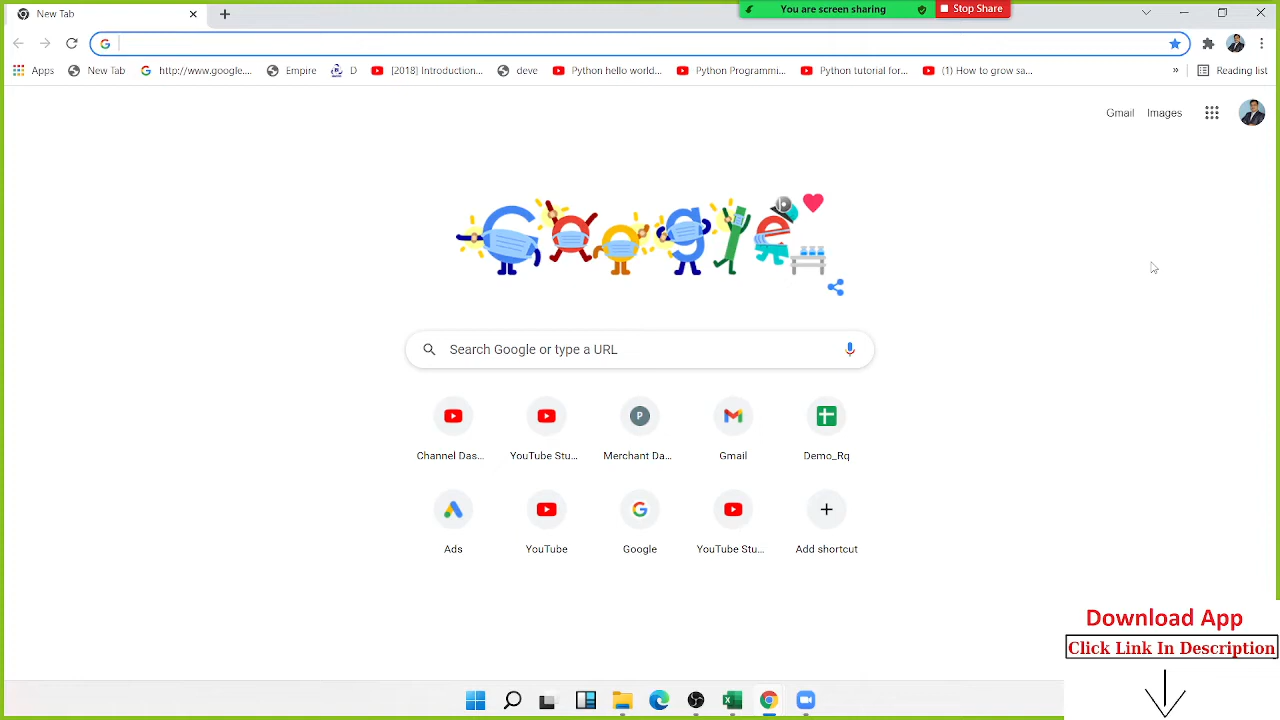 New Tab
You are screen sharing
Stop Share
Apps
New Tab
http://www.google....
Empire
D
[2018] Introduction...
deve
Python hello world...
Python Programmi...
Python tutorial for...
(1) How to grow sa...
»
Reading list
Gmail
Images
Search Google or type a URL
Channel Das...
YouTube Stu...
P
Merchant Da...
Gmail
Demo_Rq
Ads
YouTube
Google
YouTube Stu...
Add shortcut
Download App
Click Link In Description